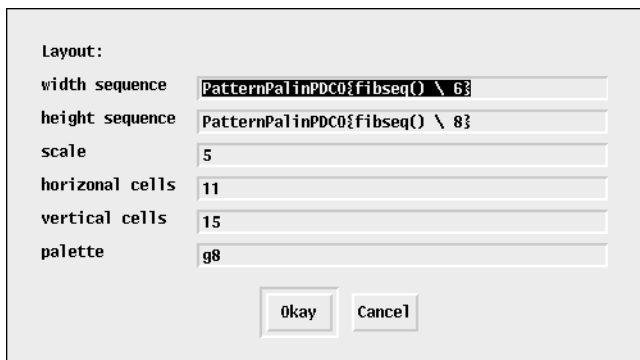 Layout:
width sequence PatternPalinPDCO{fibseq() \ 6}
height sequence PatternPalinPDCO{fibseq() \ 8}
scale 5
horizonal cells 11
vertical cells 15
palette g8
Okay Cancel